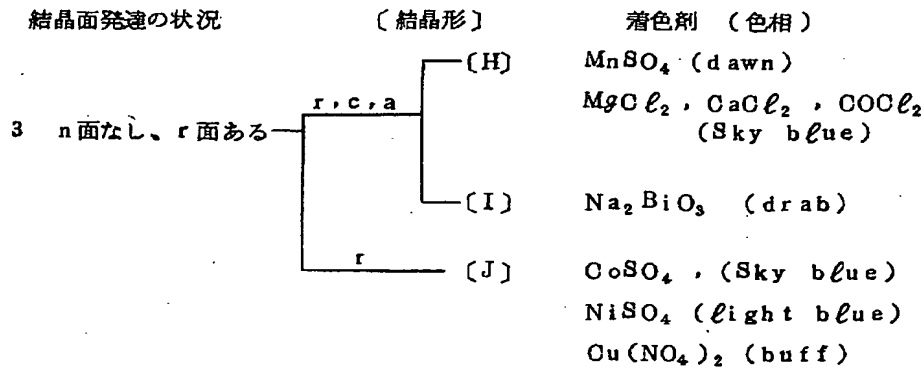 結晶面発達の状況 〔結晶形〕 着色剤 (色相)
〔H〕 MnSO₄ (dawn)
r,c,a MgCℓ₂ , CaCℓ₂ , COCℓ₂
3 n面なし、r面ある (Sky bℓue)
〔I〕 Na₂BiO₃ (drab)
r 〔J〕 CoSO₄ , (Sky bℓue)
NiSO₄ (ℓight bℓue)
Cu(NO₄)₂ (buff)